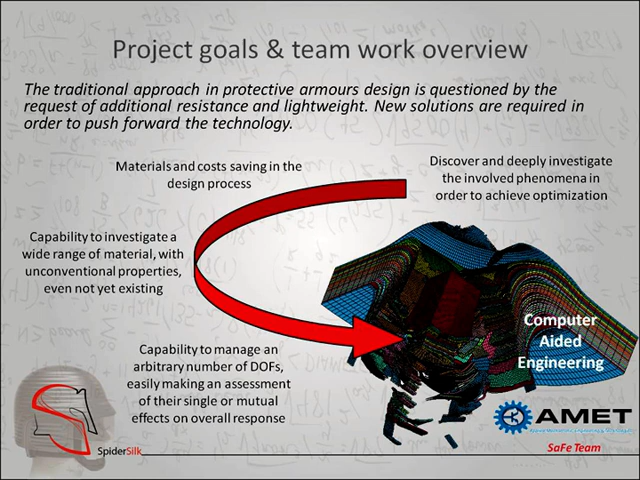 Project goals & team work overview
The traditional approach in protective armours design is questioned by the
request of additional resistance and lightweight. New solutions are required in
order to push forward the technology.
Materials and costs saving in the
design process
Discover and deeply investigate
the involved phenomena in
order to achieve optimization
Capability to investigate a
wide range of material, with
unconventional properties,
even not yet existing
Computer
Aided
Engineering
Capability to manage an
arbitrary number of DOFs,
easily making an assessment
of their single or mutual
effects on overall response
AMET
SpiderSilk
SaFe Team